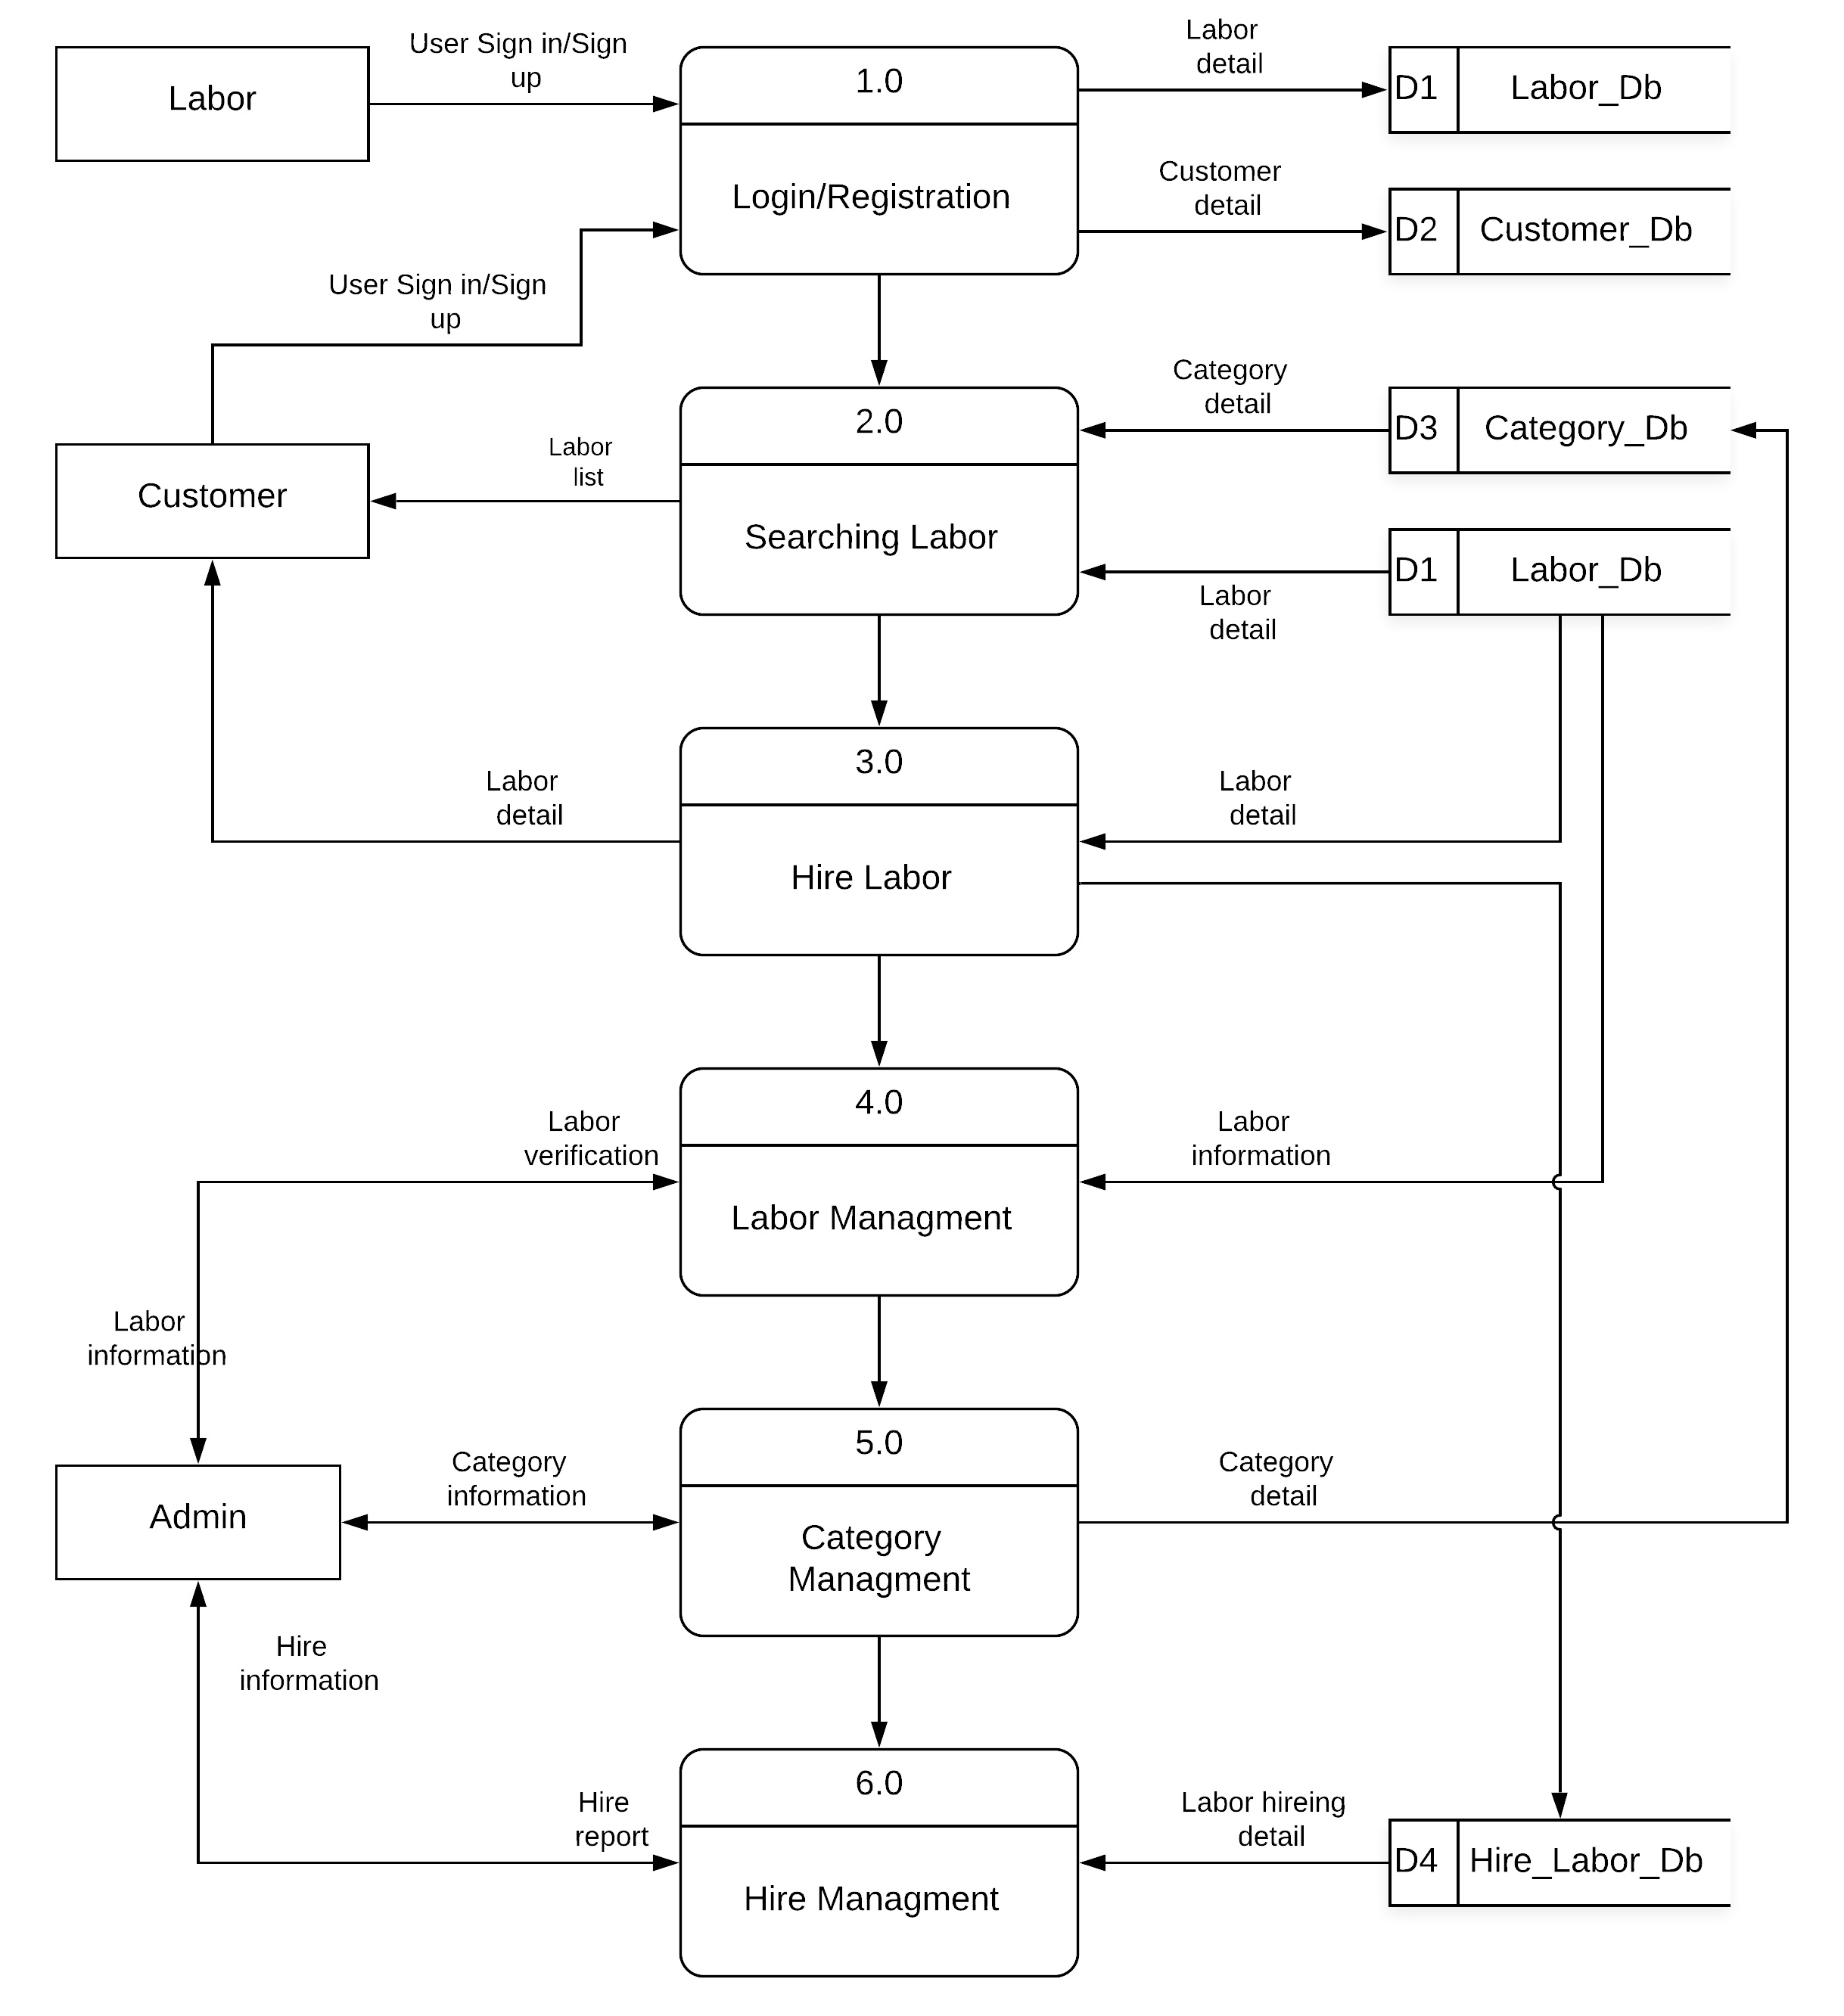 Labor
User Sign in/Sign
up
1.0
Login/Registration
Labor
detail
D1
Labor_Db
Customer
detail
D2
Customer_Db
User Sign in/Sign
up
Customer
Labor
list
2.0
Searching Labor
Category
detail
D3
Category_Db
Labor
detail
D1
Labor_Db
Labor
detail
3.0
Hire Labor
Labor
detail
Labor
verification
4.0
Labor Managment
Labor
information
Labor
information
Admin
Category
information
5.0
Category
Managment
Category
detail
Hire
information
Hire
report
6.0
Hire Managment
Labor hireing
detail
D4
Hire_Labor_Db